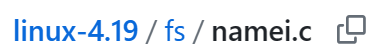 linux-4.19 / fs / namei.c